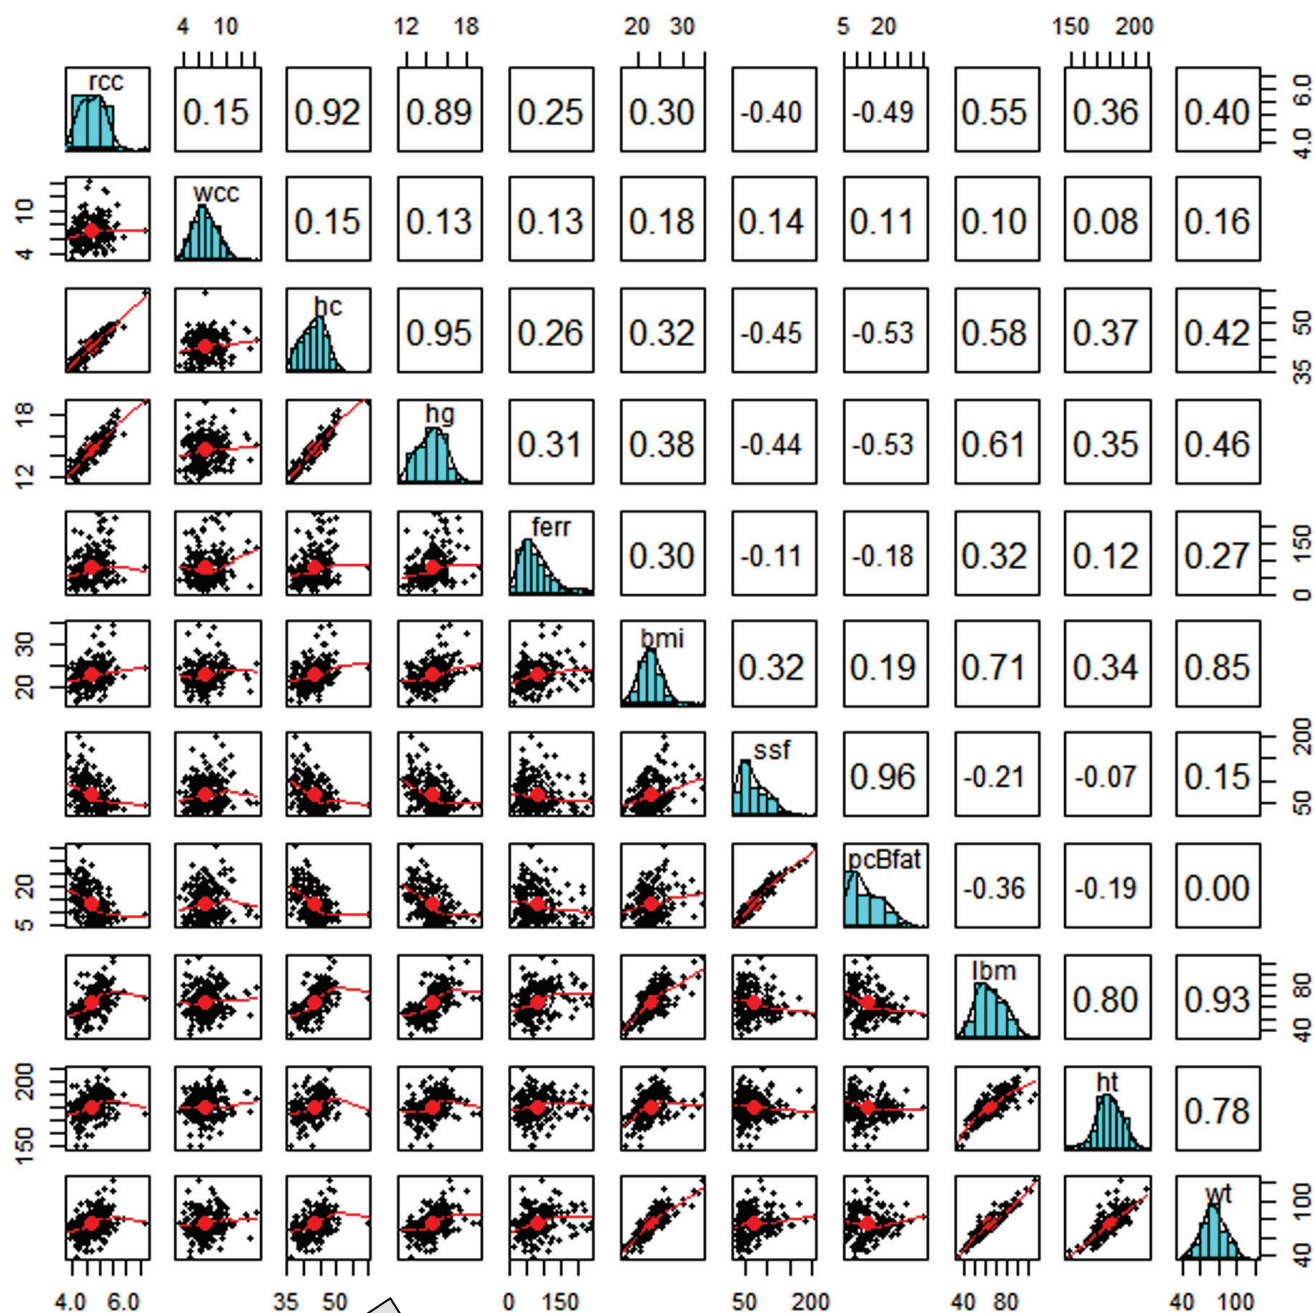 4 10 12 18 20 30 5 20 150 200
rcc 0.15 0.92 0.89 0.25 0.30 -0.40 -0.49 0.55 0.36 0.40 4.0 6.0
4 10 wcc 0.15 0.13 0.13 0.18 0.14 0.11 0.10 0.08 0.16
hc 0.95 0.26 0.32 -0.45 -0.53 0.58 0.37 0.42 35 50
12 18 hg 0.31 0.38 -0.44 -0.53 0.61 0.35 0.46
ferr 0.30 -0.11 -0.18 0.32 0.12 0.27 0 150
20 30 bmi 0.32 0.19 0.71 0.34 0.85
ssf 0.96 -0.21 -0.07 0.15 50 200
5 20 pcBfat -0.36 -0.19 0.00
lbm 0.80 0.93 40 80
150 200 ht 0.78
wt 40 100
4.0 6.0 35 50 0 150 50 200 40 80 40 80